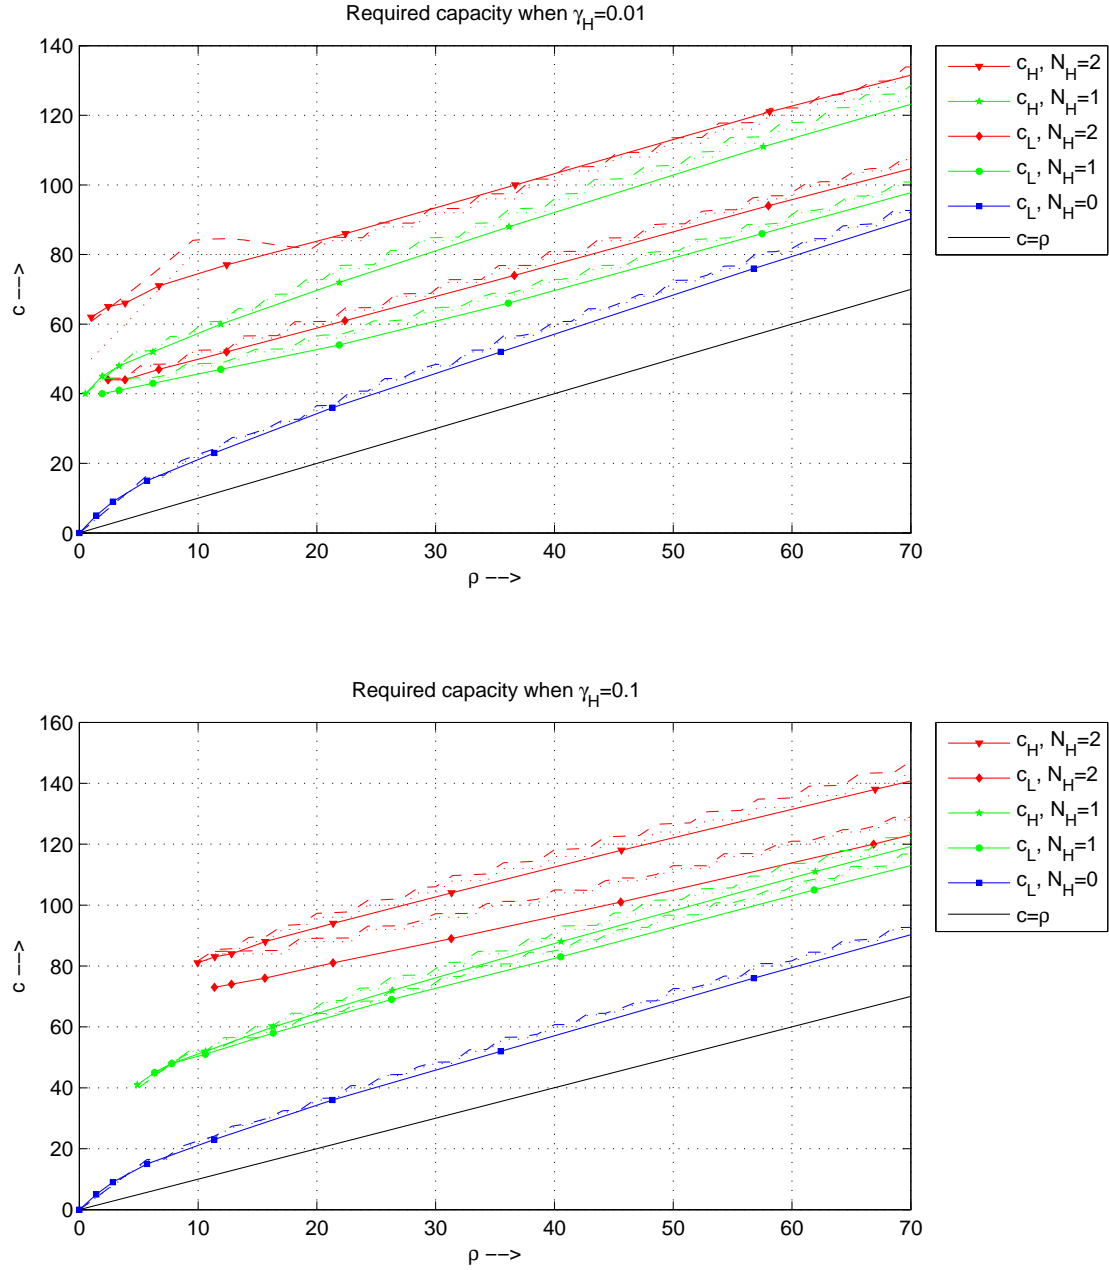 Required capacity when γH=0.01
140
120
100
80
60
40
20
0
c −−>
0 10 20 30 40 50 60 70
ρ −−>
cH, NH=2
cH, NH=1
cL, NH=2
cL, NH=1
cL, NH=0
c=ρ
Required capacity when γH=0.1
160
140
120
100
80
60
40
20
0
c −−>
0 10 20 30 40 50 60 70
ρ −−>
cH, NH=2
cL, NH=2
cH, NH=1
cL, NH=1
cL, NH=0
c=ρ